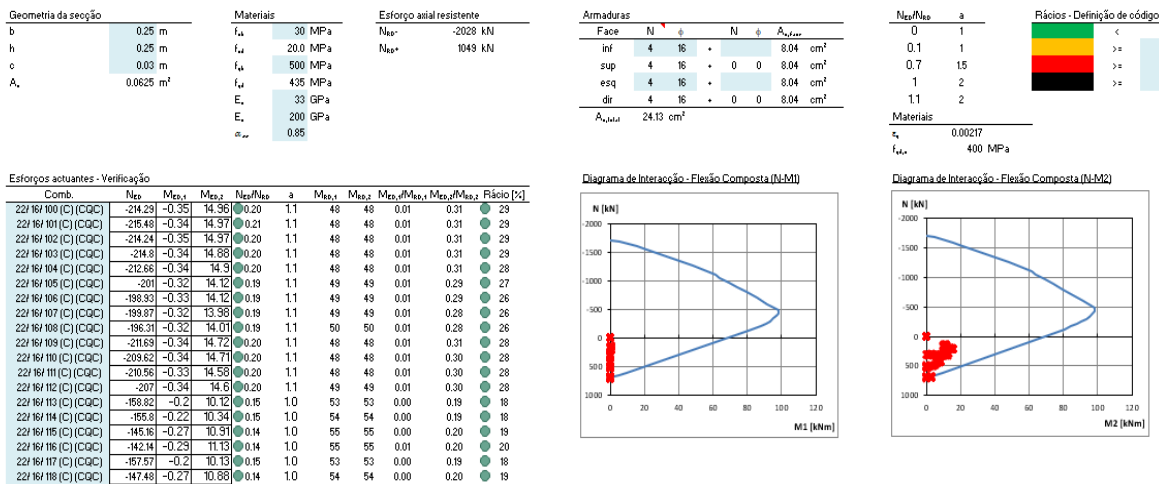 Geometria da secção Materiais Esforço axial resistente Armaduras N_ED/N_RD a Rácios - Definição de código
b 0.25 m f_ck 30 MPa N_RD- -2028 kN Face N ϕ N ϕ A_s,face 0 1 <
h 0.25 m f_cd 20.0 MPa N_RD+ 1049 kN inf 4 16 + 8.04 cm² 0.1 1 >=
c 0.03 m f_yk 500 MPa sup 4 16 + 0 0 8.04 cm² 0.7 1.5 >=
A_c 0.0625 m² f_yd 435 MPa esq 4 16 + 8.04 cm² 1 2 >=
E_c 33 GPa dir 4 16 + 0 0 8.04 cm² 1.1 2
E_s 200 GPa A_s,total 24.13 cm² Materiais
α_cc 0.85 0.00217
400 MPa
Esforços actuantes - Verificação Diagrama de Interacção - Flexão Composta (N-M1) Diagrama de Interacção - Flexão Composta (N-M2)
Comb. N_ED M_ED,1 M_ED,2 N_ED/N_RD a M_RD,1 M_RD,2 M_ED,1/M_RD,1 M_ED,2/M_RD,2 Rácio [%]
22/ 16/ 100 (C) (CQC) -214.29 -0.35 14.96 0.20 1.1 48 48 0.01 0.31 29
22/ 16/ 101 (C) (CQC) -215.48 -0.34 14.97 0.21 1.1 48 48 0.01 0.31 29
22/ 16/ 102 (C) (CQC) -214.24 -0.35 14.97 0.20 1.1 48 48 0.01 0.31 29
22/ 16/ 103 (C) (CQC) -214.8 -0.34 14.88 0.20 1.1 48 48 0.01 0.31 29
22/ 16/ 104 (C) (CQC) -212.66 -0.34 14.9 0.20 1.1 48 48 0.01 0.31 28
22/ 16/ 105 (C) (CQC) -201 -0.32 14.12 0.19 1.1 49 49 0.01 0.29 27
22/ 16/ 106 (C) (CQC) -198.93 -0.33 14.12 0.19 1.1 49 49 0.01 0.29 26
22/ 16/ 107 (C) (CQC) -199.87 -0.32 13.98 0.19 1.1 49 49 0.01 0.28 26
22/ 16/ 108 (C) (CQC) -196.31 -0.32 14.01 0.19 1.1 50 50 0.01 0.28 26
22/ 16/ 109 (C) (CQC) -211.69 -0.34 14.72 0.20 1.1 48 48 0.01 0.31 28
22/ 16/ 110 (C) (CQC) -209.62 -0.34 14.71 0.20 1.1 48 48 0.01 0.30 28
22/ 16/ 111 (C) (CQC) -210.56 -0.33 14.58 0.20 1.1 48 48 0.01 0.30 28
22/ 16/ 112 (C) (CQC) -207 -0.34 14.6 0.20 1.1 49 49 0.01 0.30 28
22/ 16/ 113 (C) (CQC) -158.82 -0.2 10.12 0.15 1.0 53 53 0.00 0.19 18
22/ 16/ 114 (C) (CQC) -155.8 -0.22 10.34 0.15 1.0 54 54 0.00 0.19 18
22/ 16/ 115 (C) (CQC) -145.16 -0.27 10.91 0.14 1.0 55 55 0.00 0.20 19
22/ 16/ 116 (C) (CQC) -142.14 -0.29 11.13 0.14 1.0 55 55 0.01 0.20 20
22/ 16/ 117 (C) (CQC) -157.57 -0.2 10.13 0.15 1.0 53 53 0.00 0.19 18
22/ 16/ 118 (C) (CQC) -147.48 -0.27 10.88 0.14 1.0 54 54 0.00 0.20 19
N [kN]
-2000
-1500
-1000
-500
0
500
1000
0 20 40 60 80 100 120
M1 [kNm]
N [kN]
-2000
-1500
-1000
-500
0
500
1000
0 20 40 60 80 100 120
M2 [kNm]